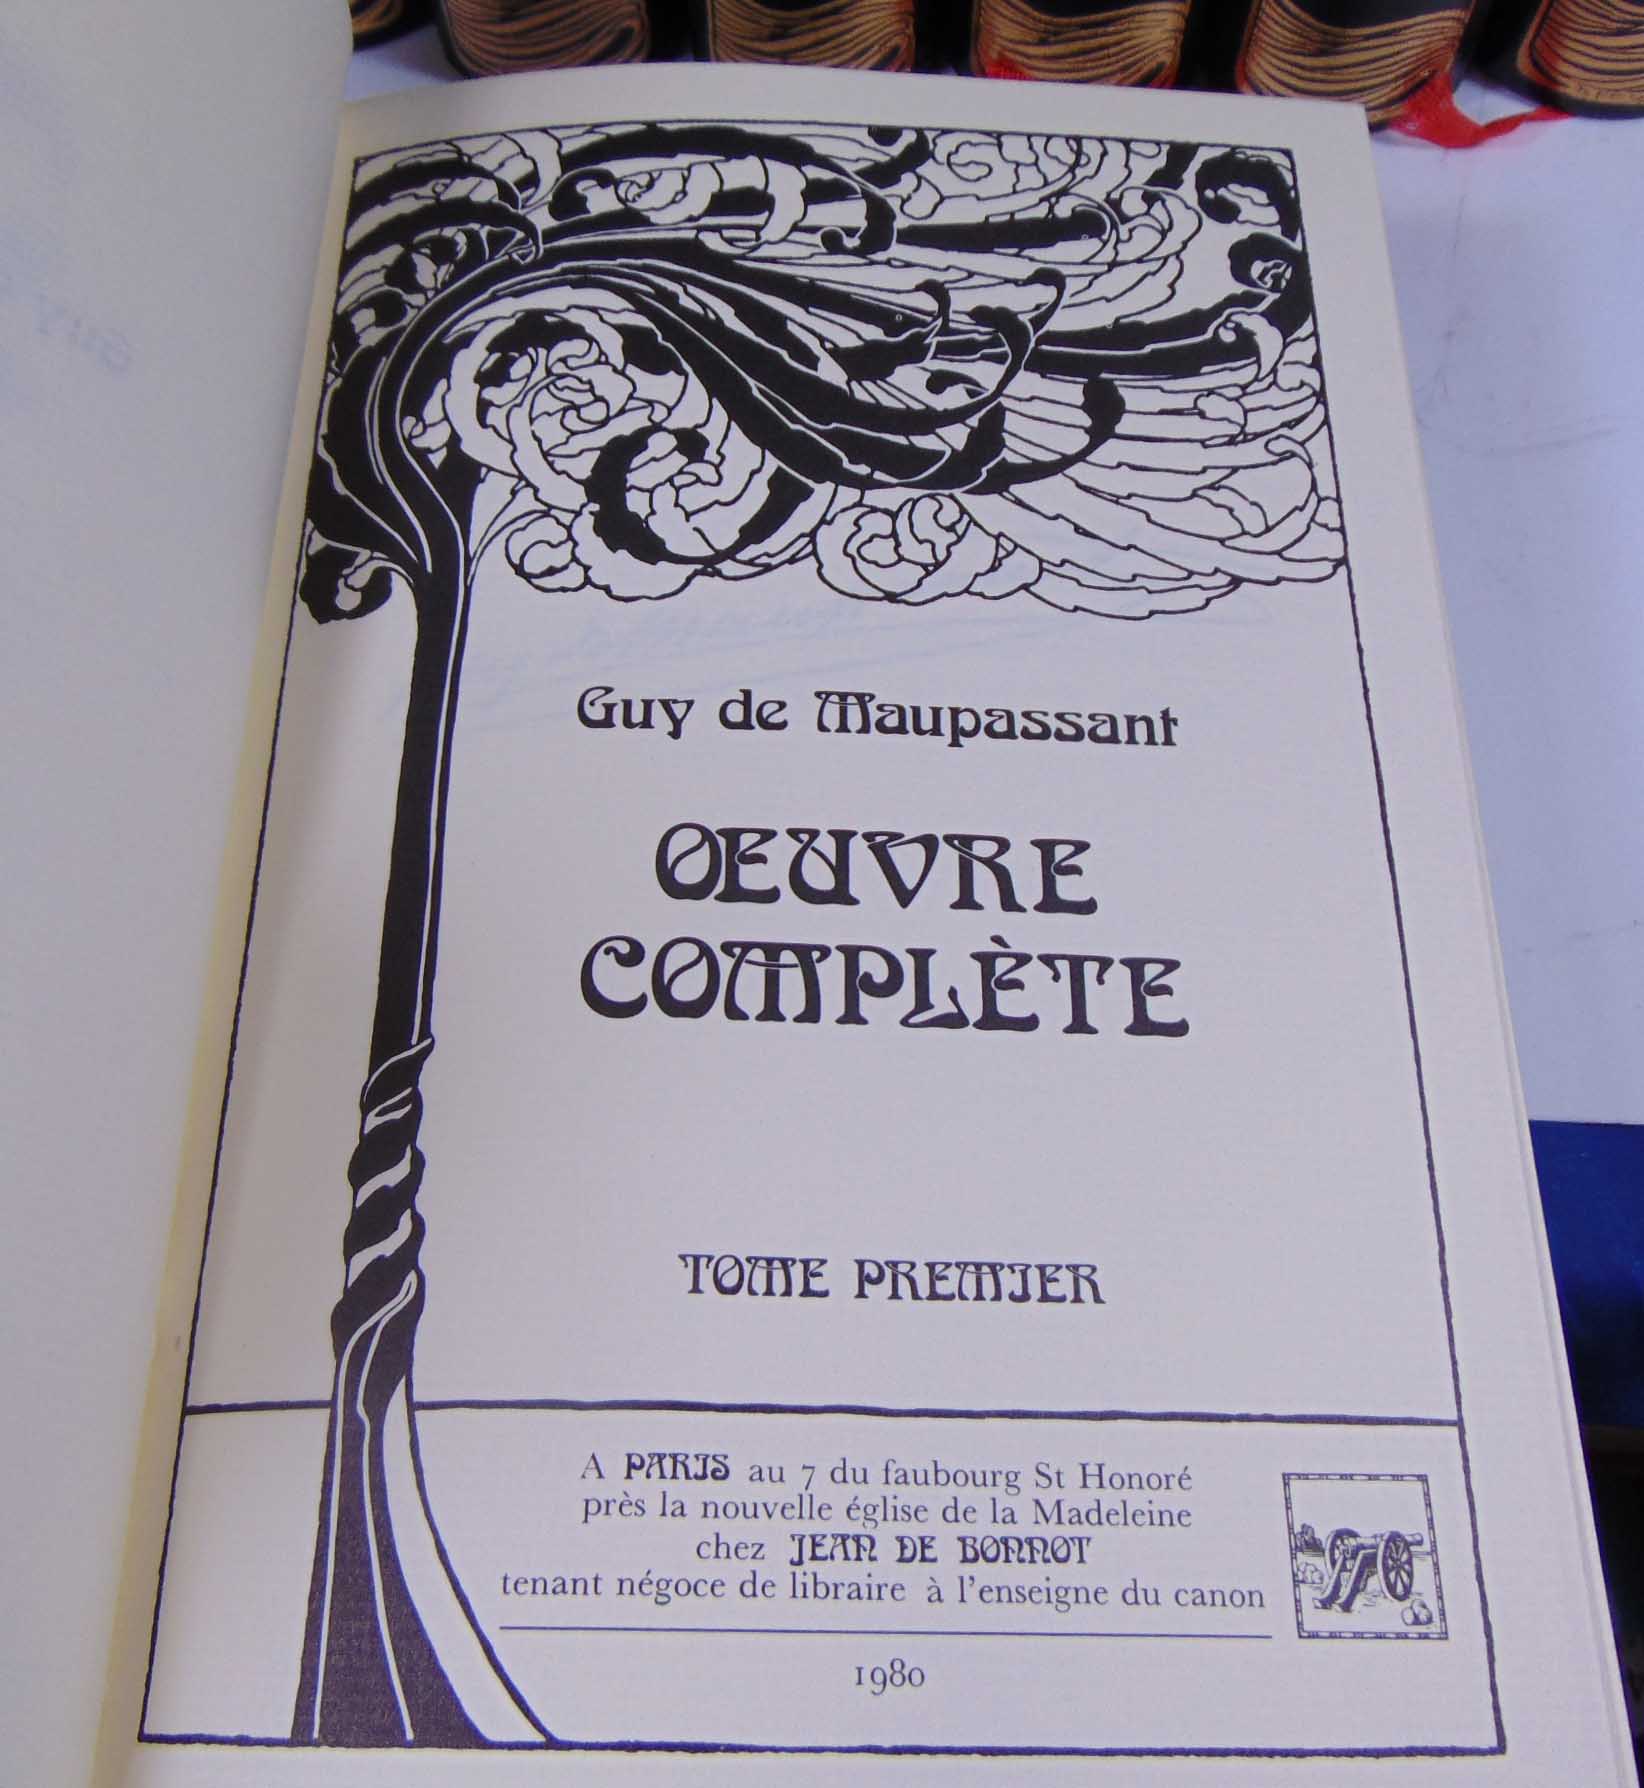 Guy de Maupassant
ŒUVRE
COMPLÈTE
TOME PREMIER
A PARIS au 7 du faubourg St Honoré
près la nouvelle église de la Madeleine
chez JEAN DE BONNOT
tenant négoce de libraire à l'enseigne du canon
1980